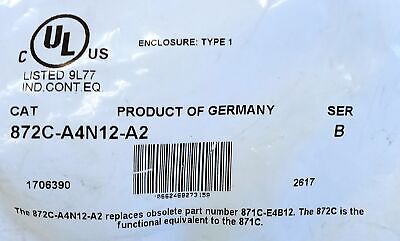 C UL US
ENCLOSURE: TYPE 1
LISTED 9L77
IND.CONT.EQ.
CAT PRODUCT OF GERMANY SER
872C-A4N12-A2 B
1706390 2617
The 872C-A4N12-A2 replaces obsolete part number 871C-E4B12. The 872C is the
functional equivalent to the 871C.